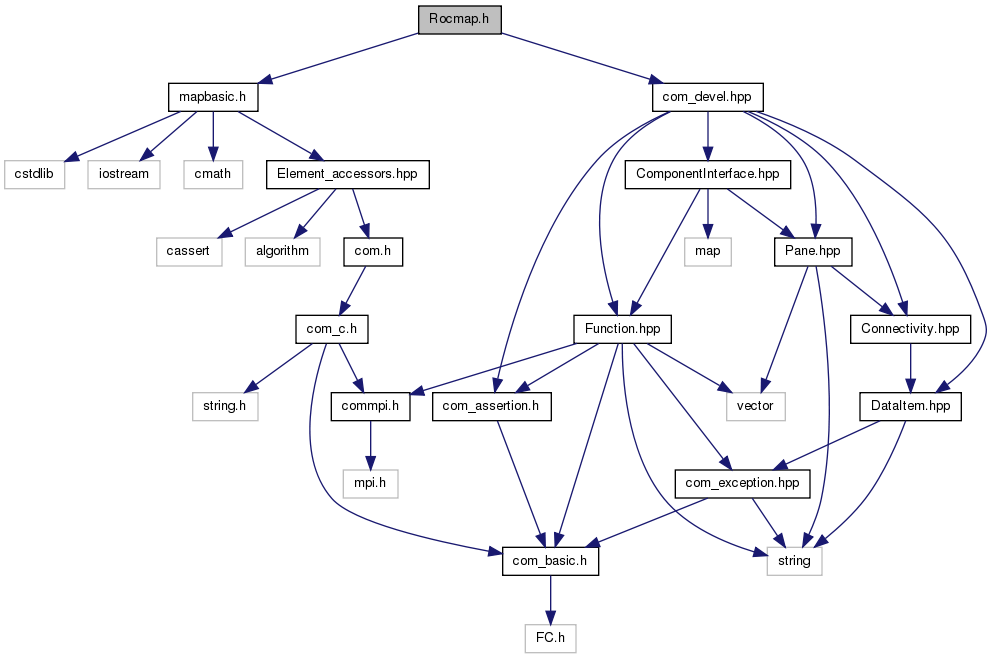 Rocmap.h
mapbasic.h
com_devel.hpp
cstdlib
iostream
cmath
Element_accessors.hpp
ComponentInterface.hpp
cassert
algorithm
com.h
map
Pane.hpp
com_c.h
Function.hpp
Connectivity.hpp
string.h
commpi.h
com_assertion.h
vector
DataItem.hpp
mpi.h
com_exception.hpp
com_basic.h
string
FC.h